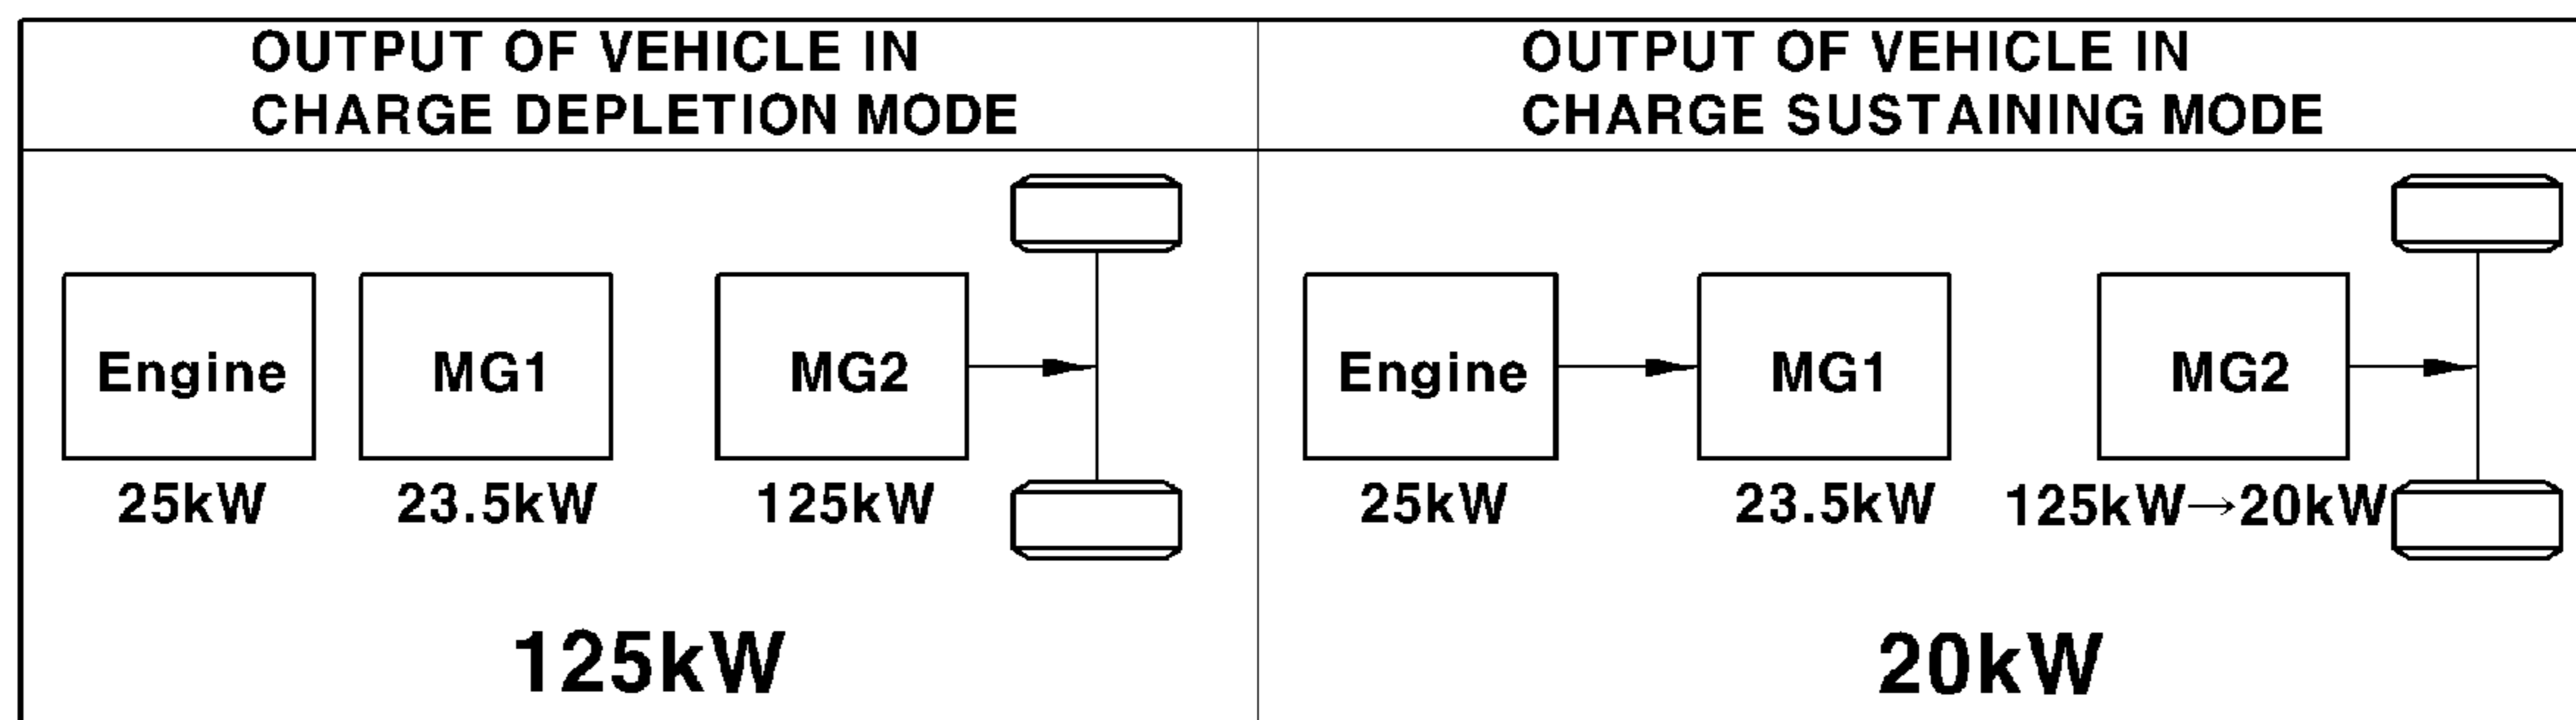 OUTPUT OF VEHICLE IN
CHARGE DEPLETION MODE
OUTPUT OF VEHICLE IN
CHARGE SUSTAINING MODE
Engine
MG1
MG2
25kW
23.5kW
125kW
125kW
Engine
MG1
MG2
25kW
23.5kW
125kW→20kW
20kW